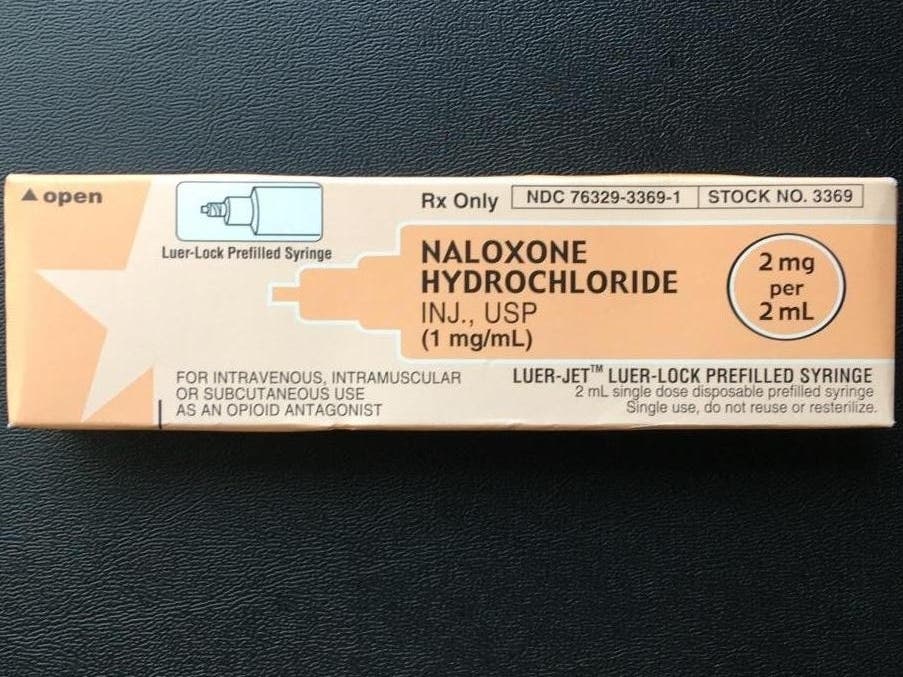 ▲ open
Luer-Lock Prefilled Syringe
Rx Only NDC 76329-3369-1 STOCK NO. 3369
NALOXONE
HYDROCHLORIDE
INJ., USP
(1 mg/mL)
2 mg
per
2 mL
FOR INTRAVENOUS, INTRAMUSCULAR
OR SUBCUTANEOUS USE
AS AN OPIOID ANTAGONIST
LUER-JET™ LUER-LOCK PREFILLED SYRINGE
2 mL single dose disposable prefilled syringe
Single use, do not reuse or resterilize.